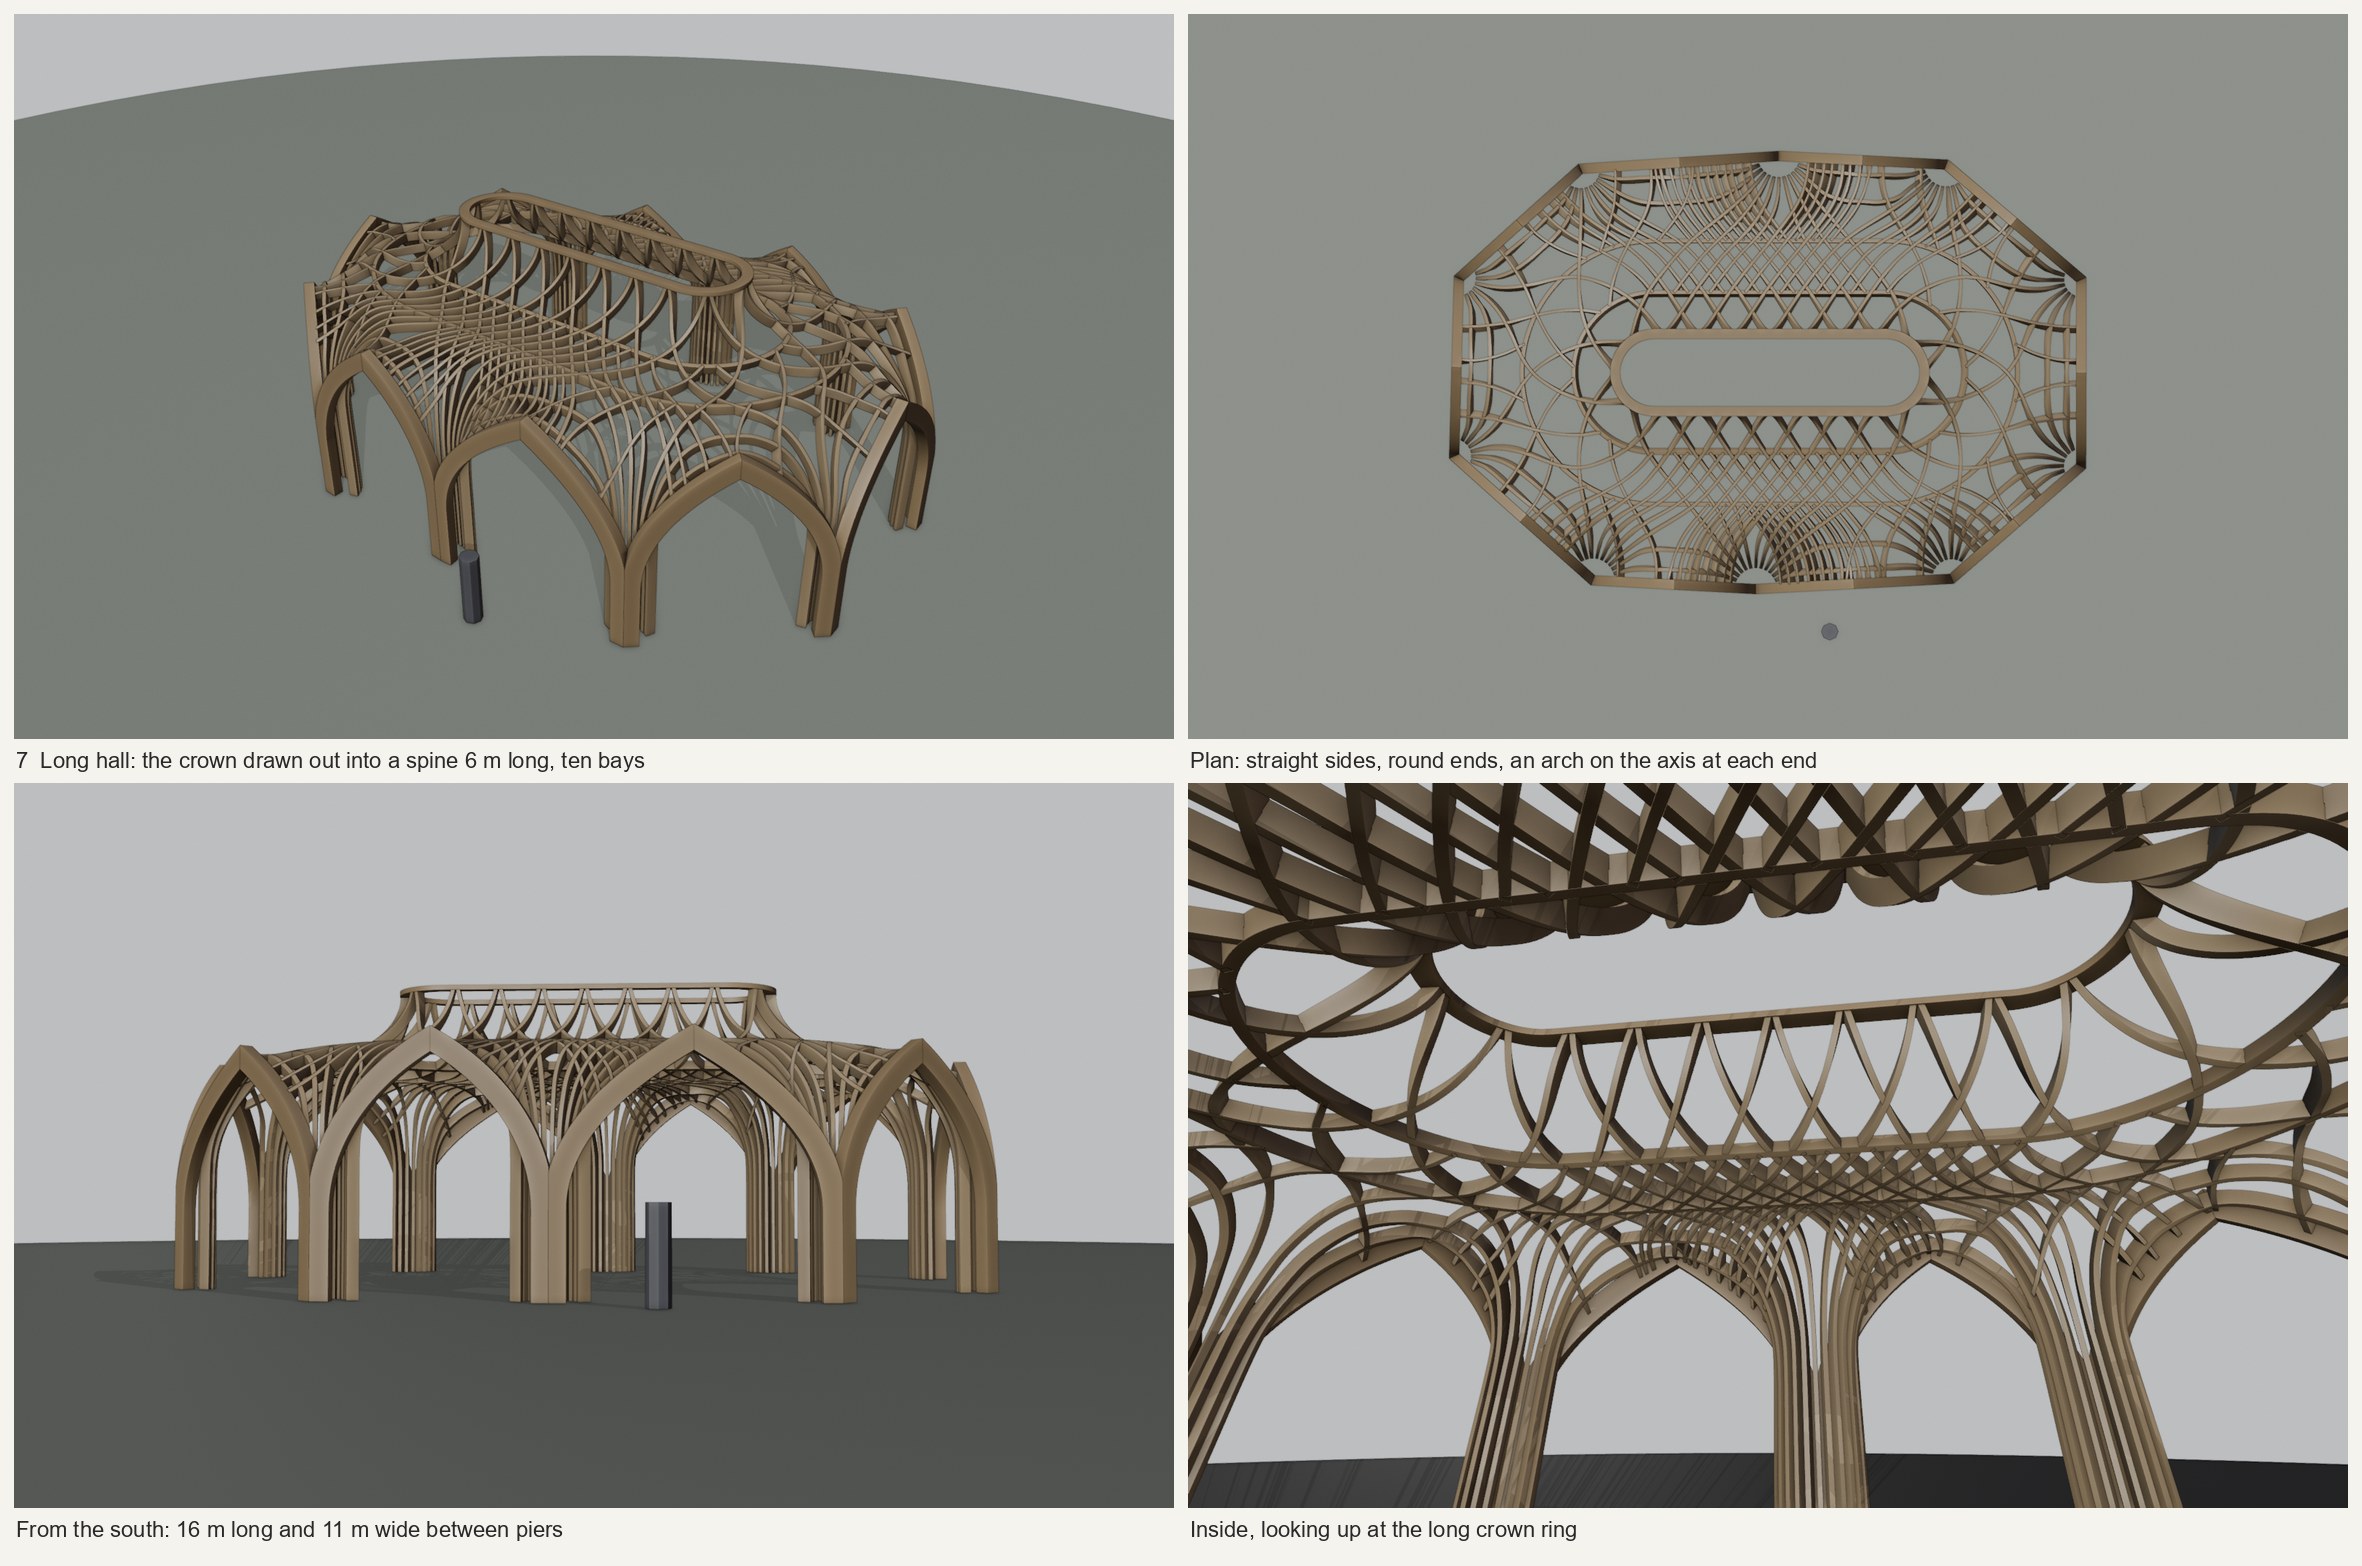 7  Long hall: the crown drawn out into a spine 6 m long, ten bays
Plan: straight sides, round ends, an arch on the axis at each end
From the south: 16 m long and 11 m wide between piers
Inside, looking up at the long crown ring